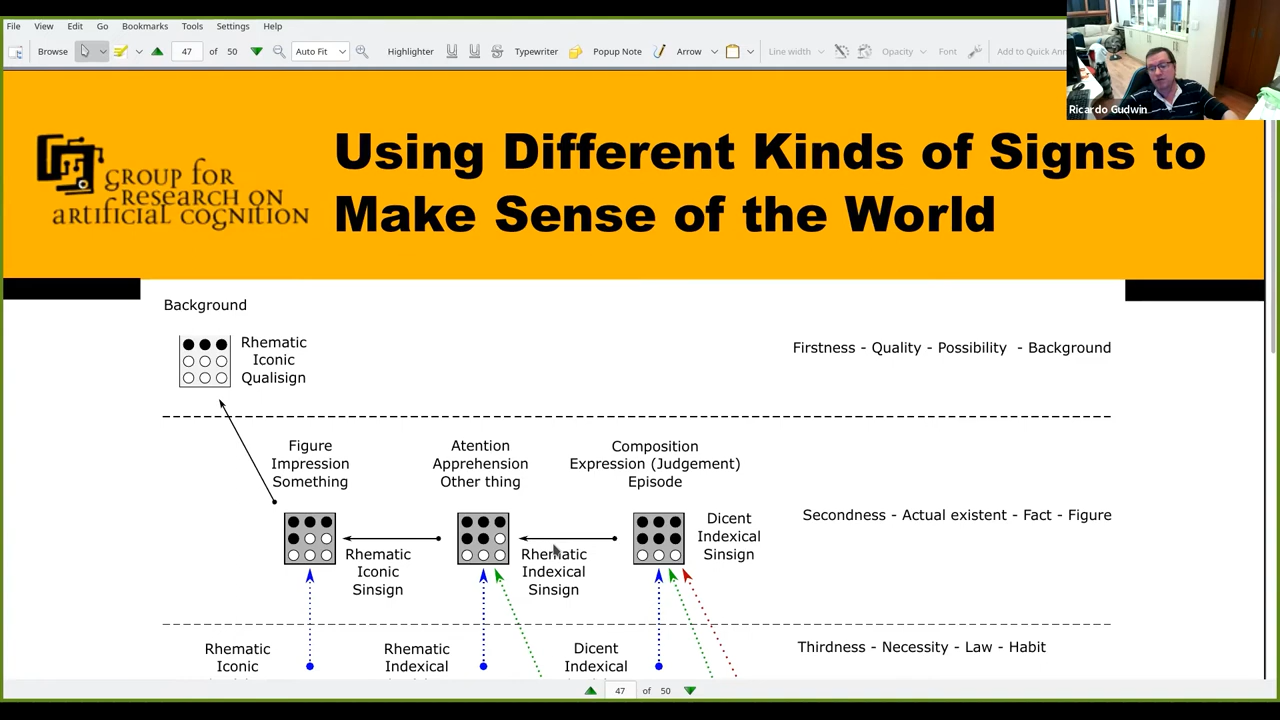 File View Edit Go Bookmarks Tools Settings Help
Browse 47 of 50 Auto Fit Highlighter Typewriter Popup Note Arrow Line width Opacity Font Add to Quick
Ricardo Gudwin
GROUP FOR
RESEARCH ON
ARTIFICIAL COGNITION
Using Different Kinds of Signs to
Make Sense of the World
Background
Rhematic
Iconic
Qualisign
Firstness - Quality - Possibility - Background
Figure
Impression
Something
Atention
Apprehension
Other thing
Composition
Expression (Judgement)
Episode
Rhematic
Iconic
Sinsign
Rhematic
Indexical
Sinsign
Dicent
Indexical
Sinsign
Secondness - Actual existent - Fact - Figure
Rhematic
Iconic
Rhematic
Indexical
Dicent
Indexical
Thirdness - Necessity - Law - Habit
47 of 50